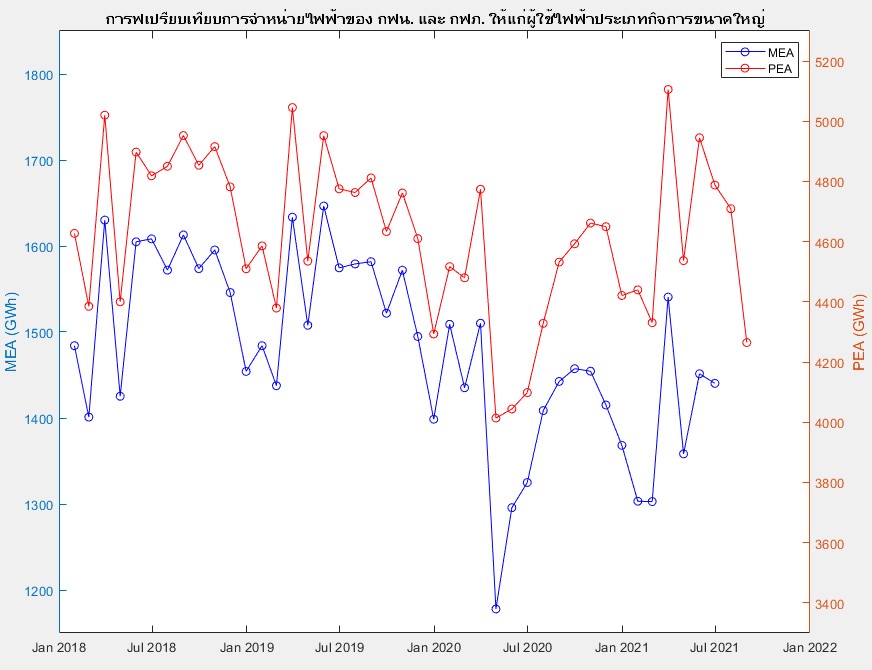 การฟเปรียบเทียบการจำหน่ายไฟฟ้าของ กฟน. และ กฟภ. ให้แก่ผู้ใช้ไฟฟ้าประเภทกิจการขนาดใหญ่
MEA
PEA
1800
1700
1600
1500
1400
1300
1200
MEA (GWh)
5200
5000
4800
4600
4400
4200
4000
3800
3600
3400
PEA (GWh)
Jan 2018
Jul 2018
Jan 2019
Jul 2019
Jan 2020
Jul 2020
Jan 2021
Jul 2021
Jan 2022